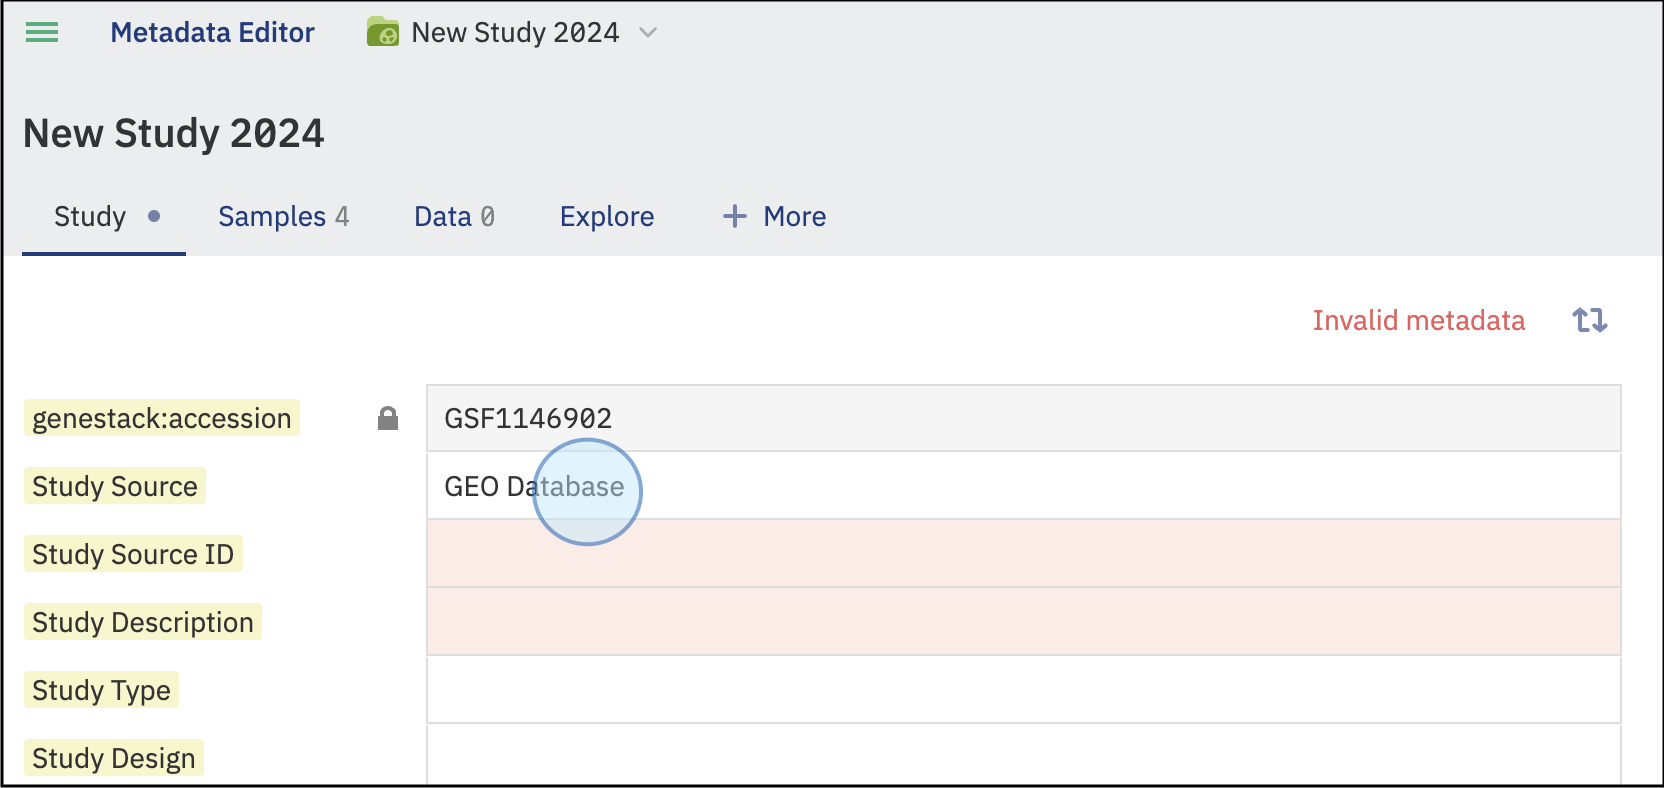 Metadata Editor New Study 2024
New Study 2024
Study Samples 4 Data 0 Explore + More
Invalid metadata
genestack:accession GSF1146902
Study Source GEO Database
Study Source ID
Study Description
Study Type
Study Design